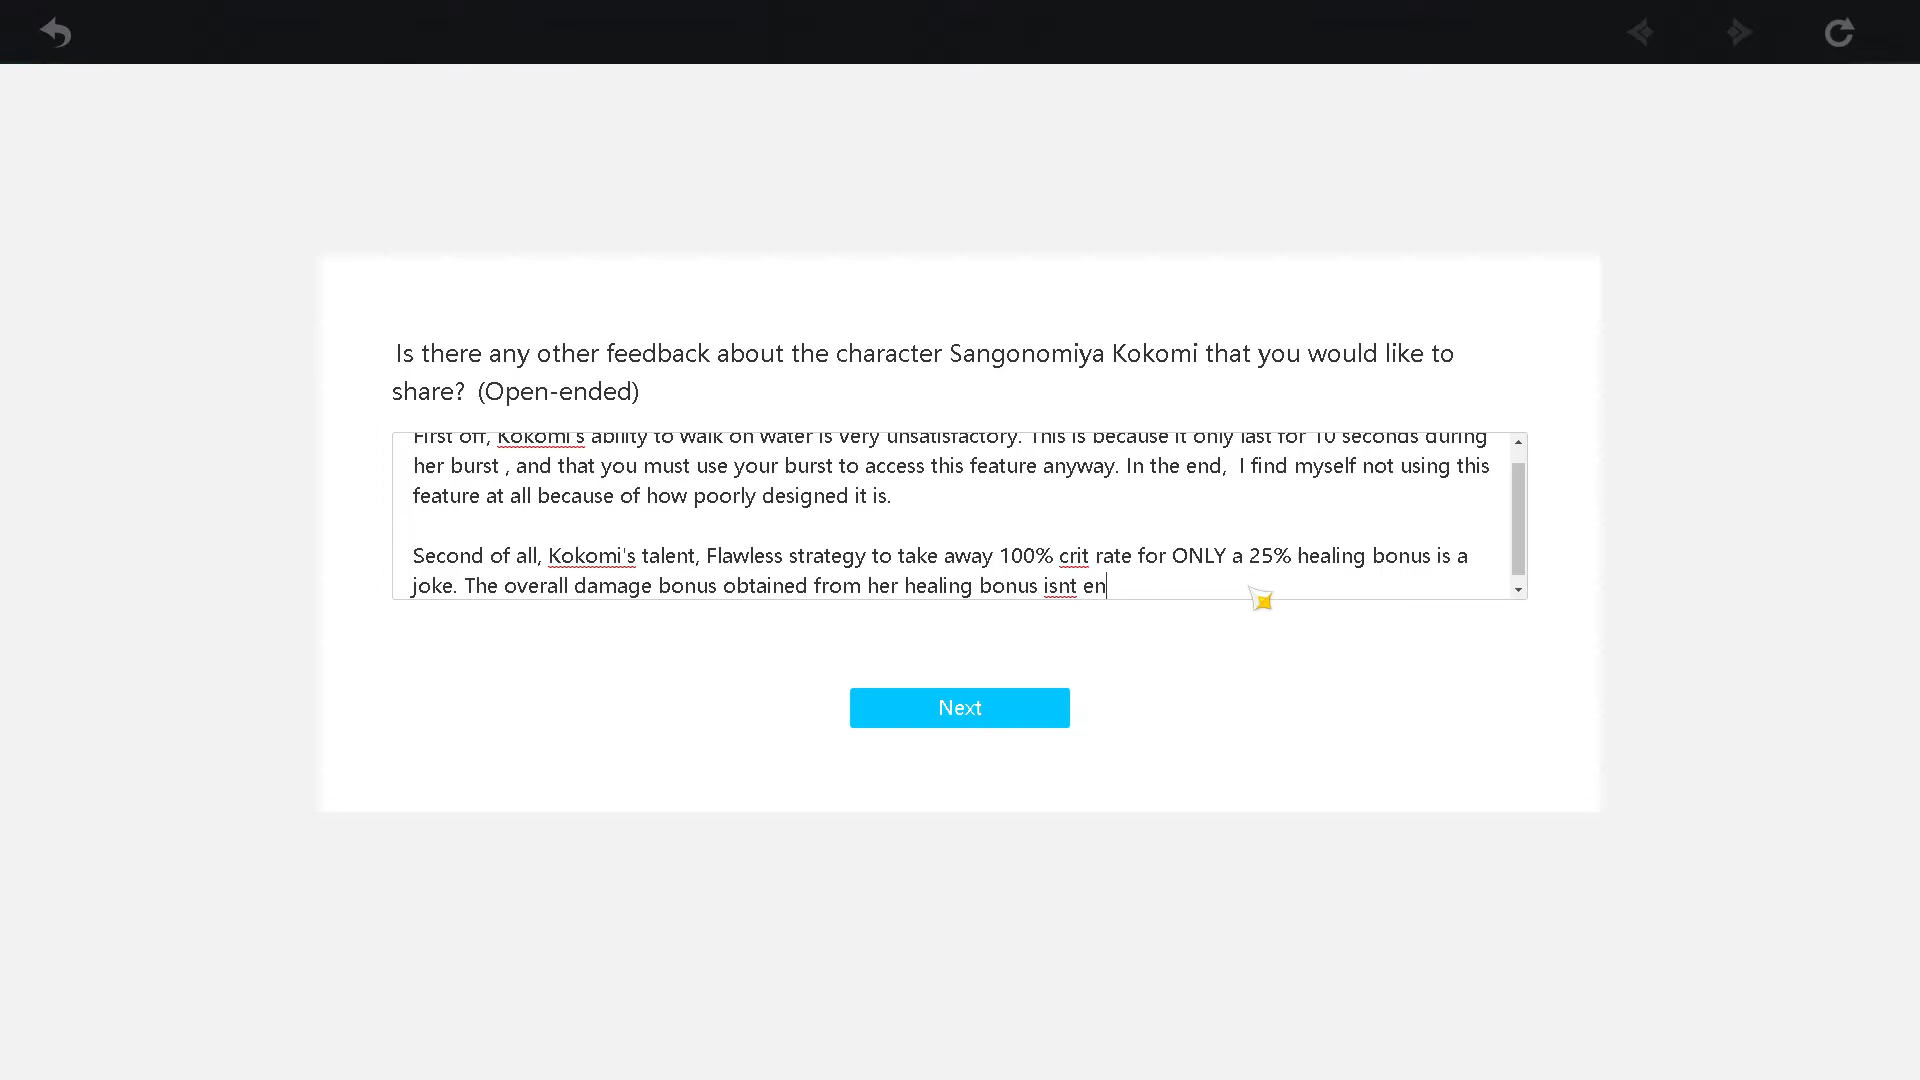 Is there any other feedback about the character Sangonomiya Kokomi that you would like to
share? (Open-ended)
First off, Kokomi's ability to walk on water is very unsatisfactory. This is because it only last for 10 seconds during
her burst , and that you must use your burst to access this feature anyway. In the end,  I find myself not using this
feature at all because of how poorly designed it is.
Second of all, Kokomi's talent, Flawless strategy to take away 100% crit rate for ONLY a 25% healing bonus is a
joke. The overall damage bonus obtained from her healing bonus isnt en
Next